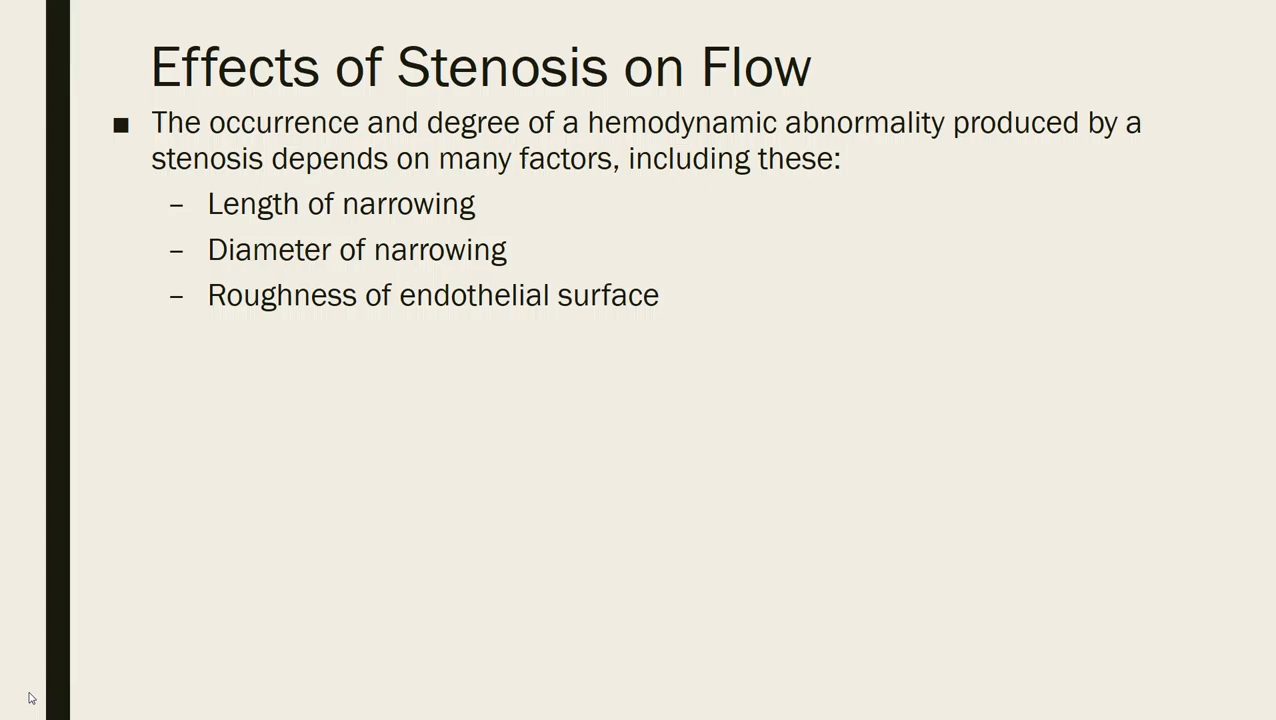 Effects of Stenosis on Flow
■ The occurrence and degree of a hemodynamic abnormality produced by a
stenosis depends on many factors, including these:
– Length of narrowing
– Diameter of narrowing
– Roughness of endothelial surface